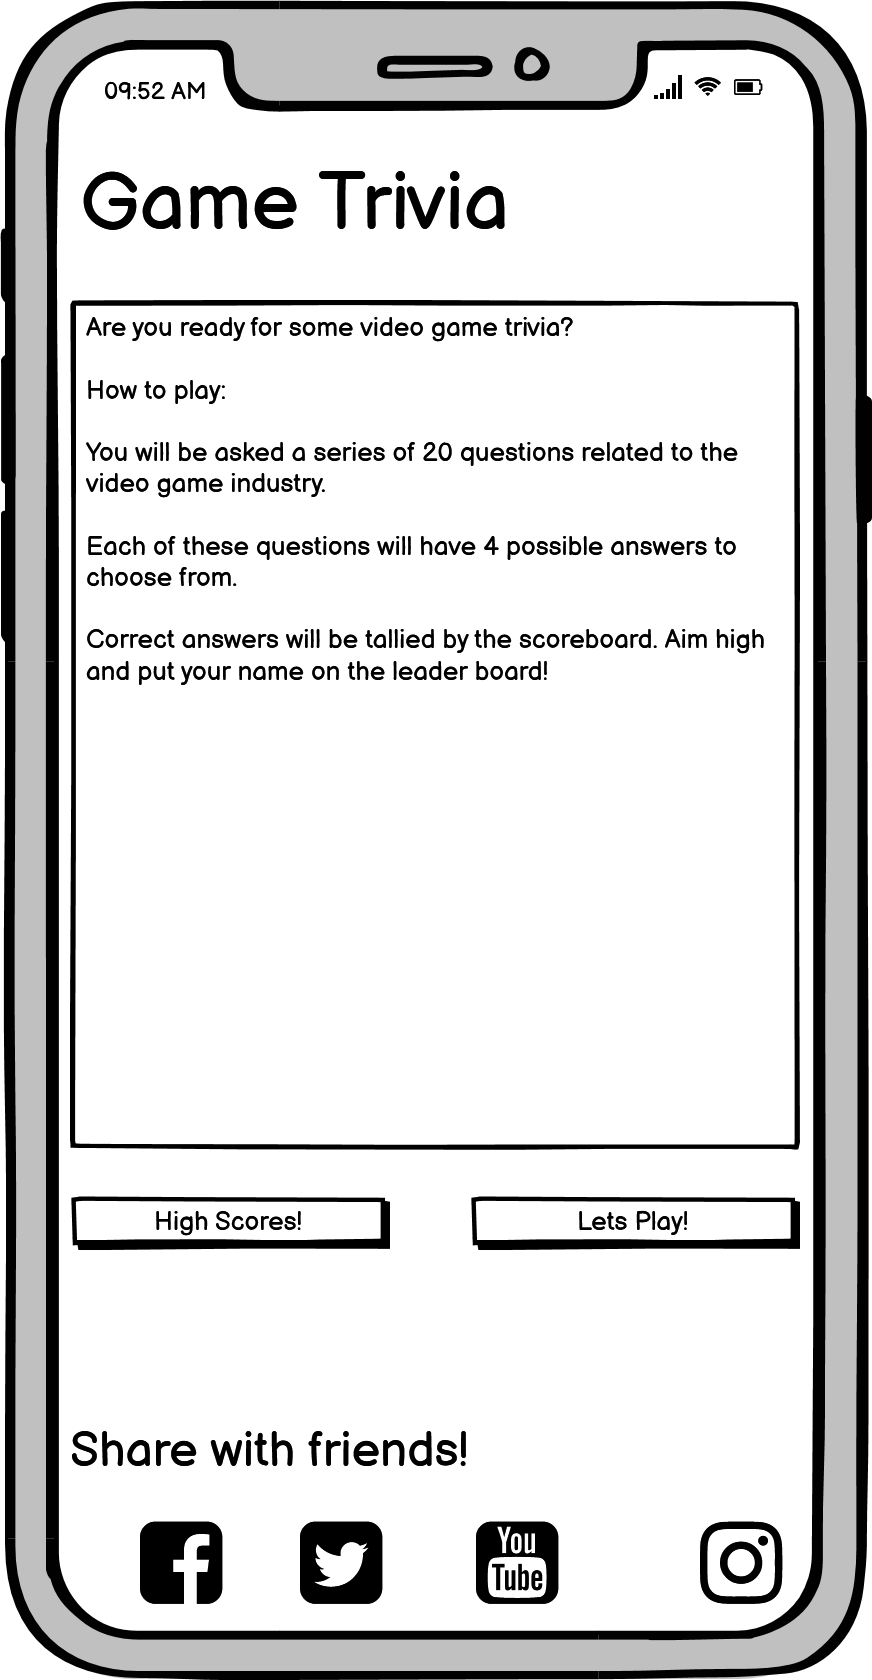 09:52 AM
Game Trivia
Are you ready for some video game trivia?
How to play:
You will be asked a series of 20 questions related to the
video game industry.
Each of these questions will have 4 possible answers to
choose from.
Correct answers will be tallied by the scoreboard. Aim high
and put your name on the leader board!
High Scores!
Lets Play!
Share with friends!
You
Tube